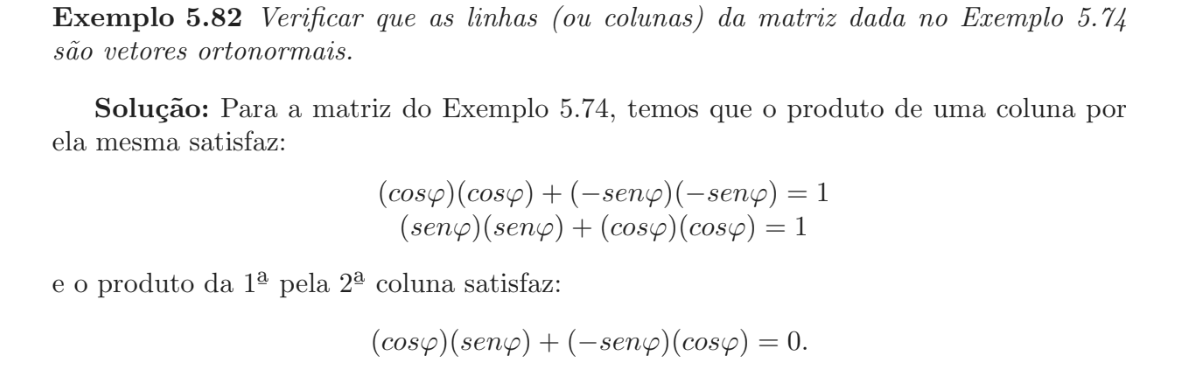 Exemplo 5.82 Verificar que as linhas (ou colunas) da matriz dada no Exemplo 5.74
são vetores ortonormais.
Solução: Para a matriz do Exemplo 5.74, temos que o produto de uma coluna por
ela mesma satisfaz:
(cosφ)(cosφ) + (−senφ)(−senφ) = 1
(senφ)(senφ) + (cosφ)(cosφ) = 1
e o produto da 1ª pela 2ª coluna satisfaz:
(cosφ)(senφ) + (−senφ)(cosφ) = 0.